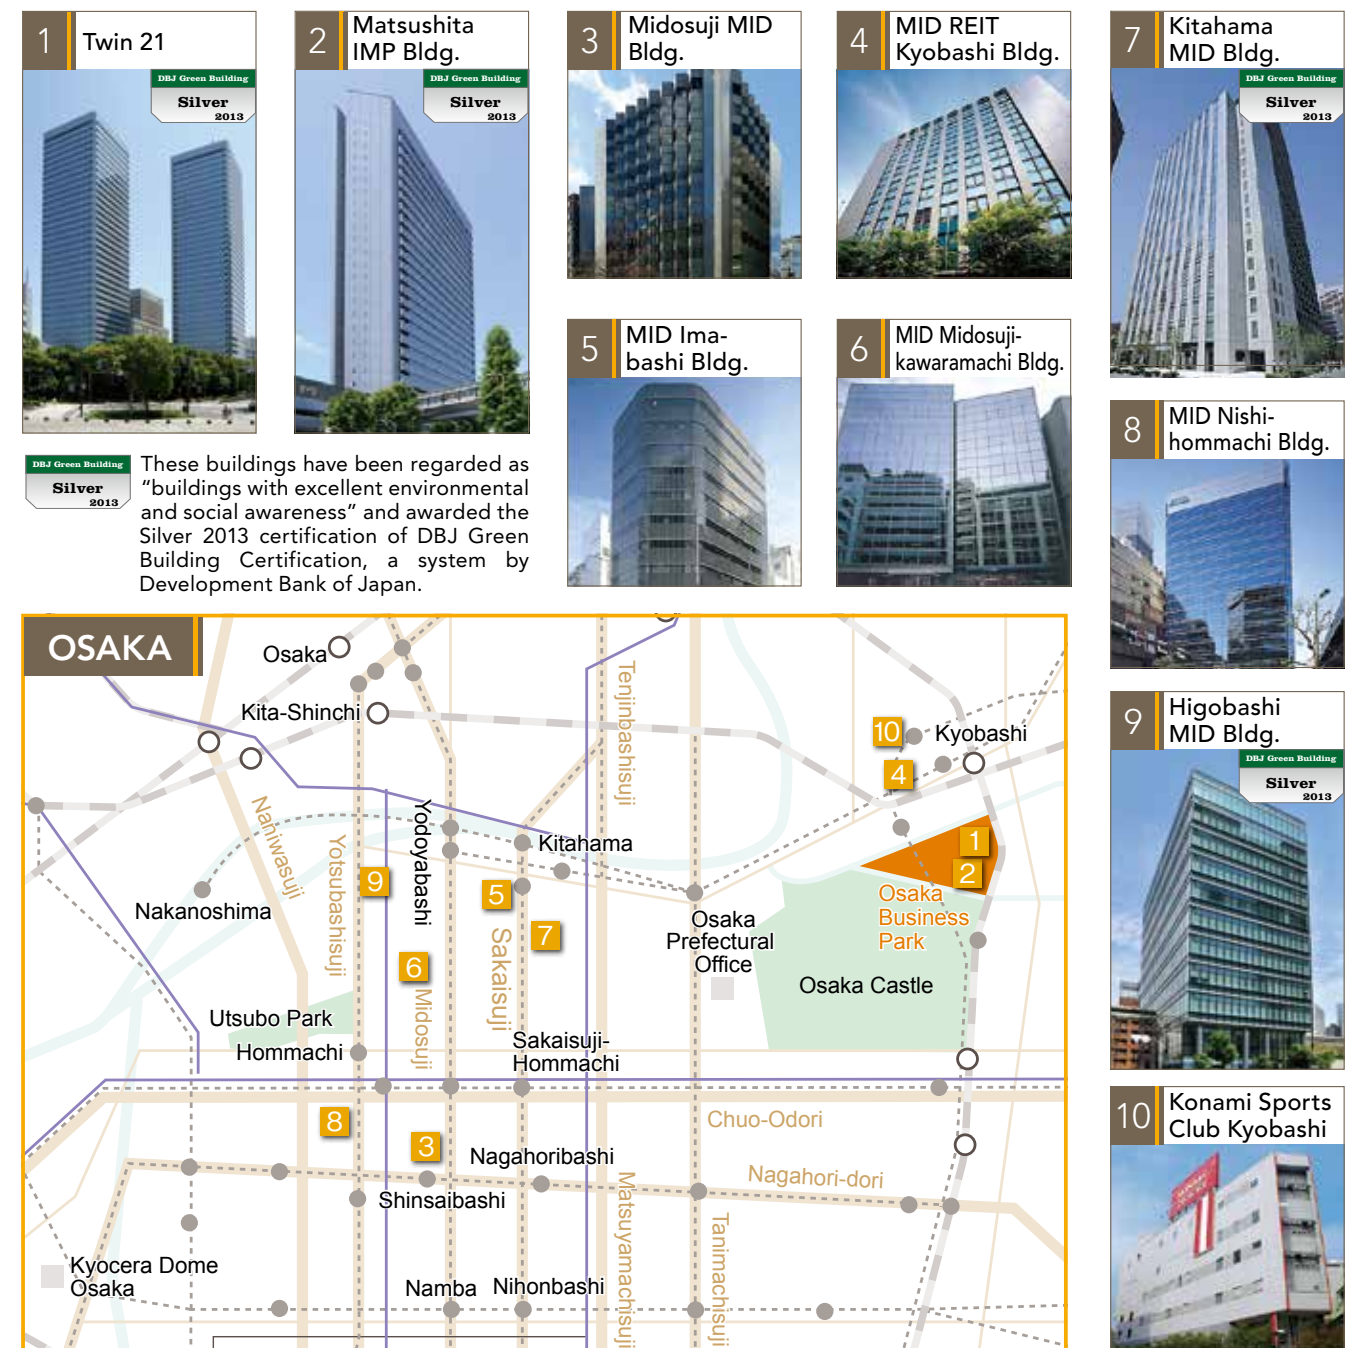 1
Twin 21
DBJ Green Building
Silver
2013
2
Matsushita
IMP Bldg.
DBJ Green Building
Silver
2013
3
Midosuji MID
Bldg.
4
MID REIT
Kyobashi Bldg.
5
MID Ima-
bashi Bldg.
6
MID Midosuji-
kawaramachi Bldg.
7
Kitahama
MID Bldg.
DBJ Green Building
Silver
2013
8
MID Nishi-
hommachi Bldg.
9
Higobashi
MID Bldg.
DBJ Green Building
Silver
2013
10
Konami Sports
Club Kyobashi
DBJ Green Building
Silver
2013
These buildings have been regarded as
“buildings with excellent environmental
and social awareness” and awarded the
Silver 2013 certification of DBJ Green
Building Certification, a system by
Development Bank of Japan.
OSAKA
Osaka
Kita-Shinchi
Tenjinbashisuji
10
Kyobashi
4
Naniwasuji
Yotsubashisuji
Yodoyabashi
Kitahama
1
2
9
5
Nakanoshima
7
Sakaisuji
Osaka
Prefectural
Office
Osaka
Business
Park
6
Midosuji
Osaka Castle
Utsubo Park
Hommachi
Sakaisuji-
Hommachi
8
3
Chuo-Odori
Nagahoribashi
Nagahori-dori
Shinsaibashi
Matsuyamachisuji
Tanimachisuji
Kyocera Dome
Osaka
Namba
Nihonbashi